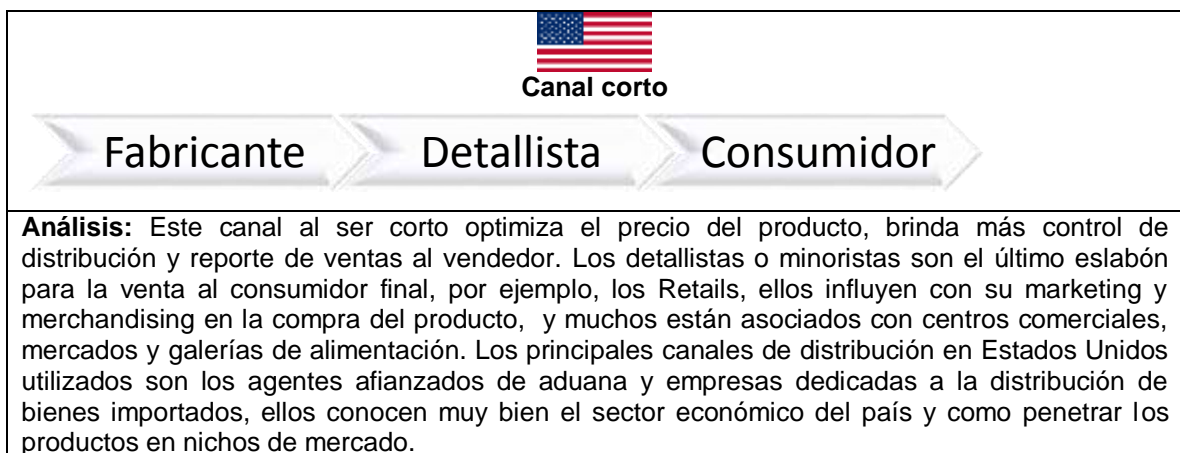 Canal corto
Fabricante Detallista Consumidor
Análisis: Este canal al ser corto optimiza el precio del producto, brinda más control de
distribución y reporte de ventas al vendedor. Los detallistas o minoristas son el último eslabón
para la venta al consumidor final, por ejemplo, los Retails, ellos influyen con su marketing y
merchandising en la compra del producto, y muchos están asociados con centros comerciales,
mercados y galerías de alimentación. Los principales canales de distribución en Estados Unidos
utilizados son los agentes afianzados de aduana y empresas dedicadas a la distribución de
bienes importados, ellos conocen muy bien el sector económico del país y como penetrar los
productos en nichos de mercado.